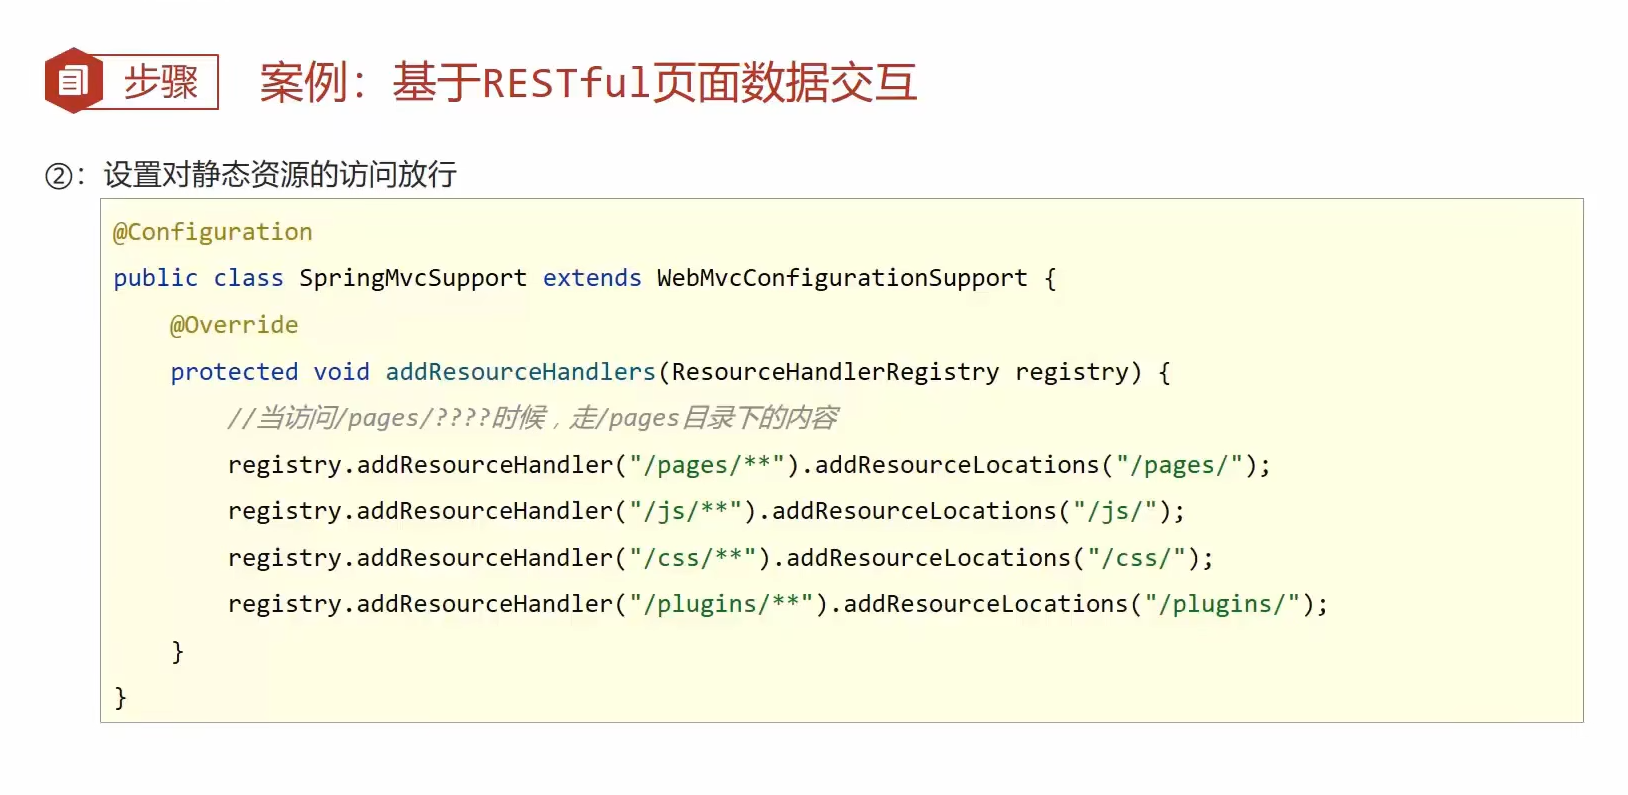 步骤 案例：基于RESTful页面数据交互
②：设置对静态资源的访问放行
@Configuration
public class SpringMvcSupport extends WebMvcConfigurationSupport {
    @Override
    protected void addResourceHandlers(ResourceHandlerRegistry registry) {
        //当访问/pages/????时候，走/pages目录下的内容
        registry.addResourceHandler("/pages/**").addResourceLocations("/pages/");
        registry.addResourceHandler("/js/**").addResourceLocations("/js/");
        registry.addResourceHandler("/css/**").addResourceLocations("/css/");
        registry.addResourceHandler("/plugins/**").addResourceLocations("/plugins/");
    }
}